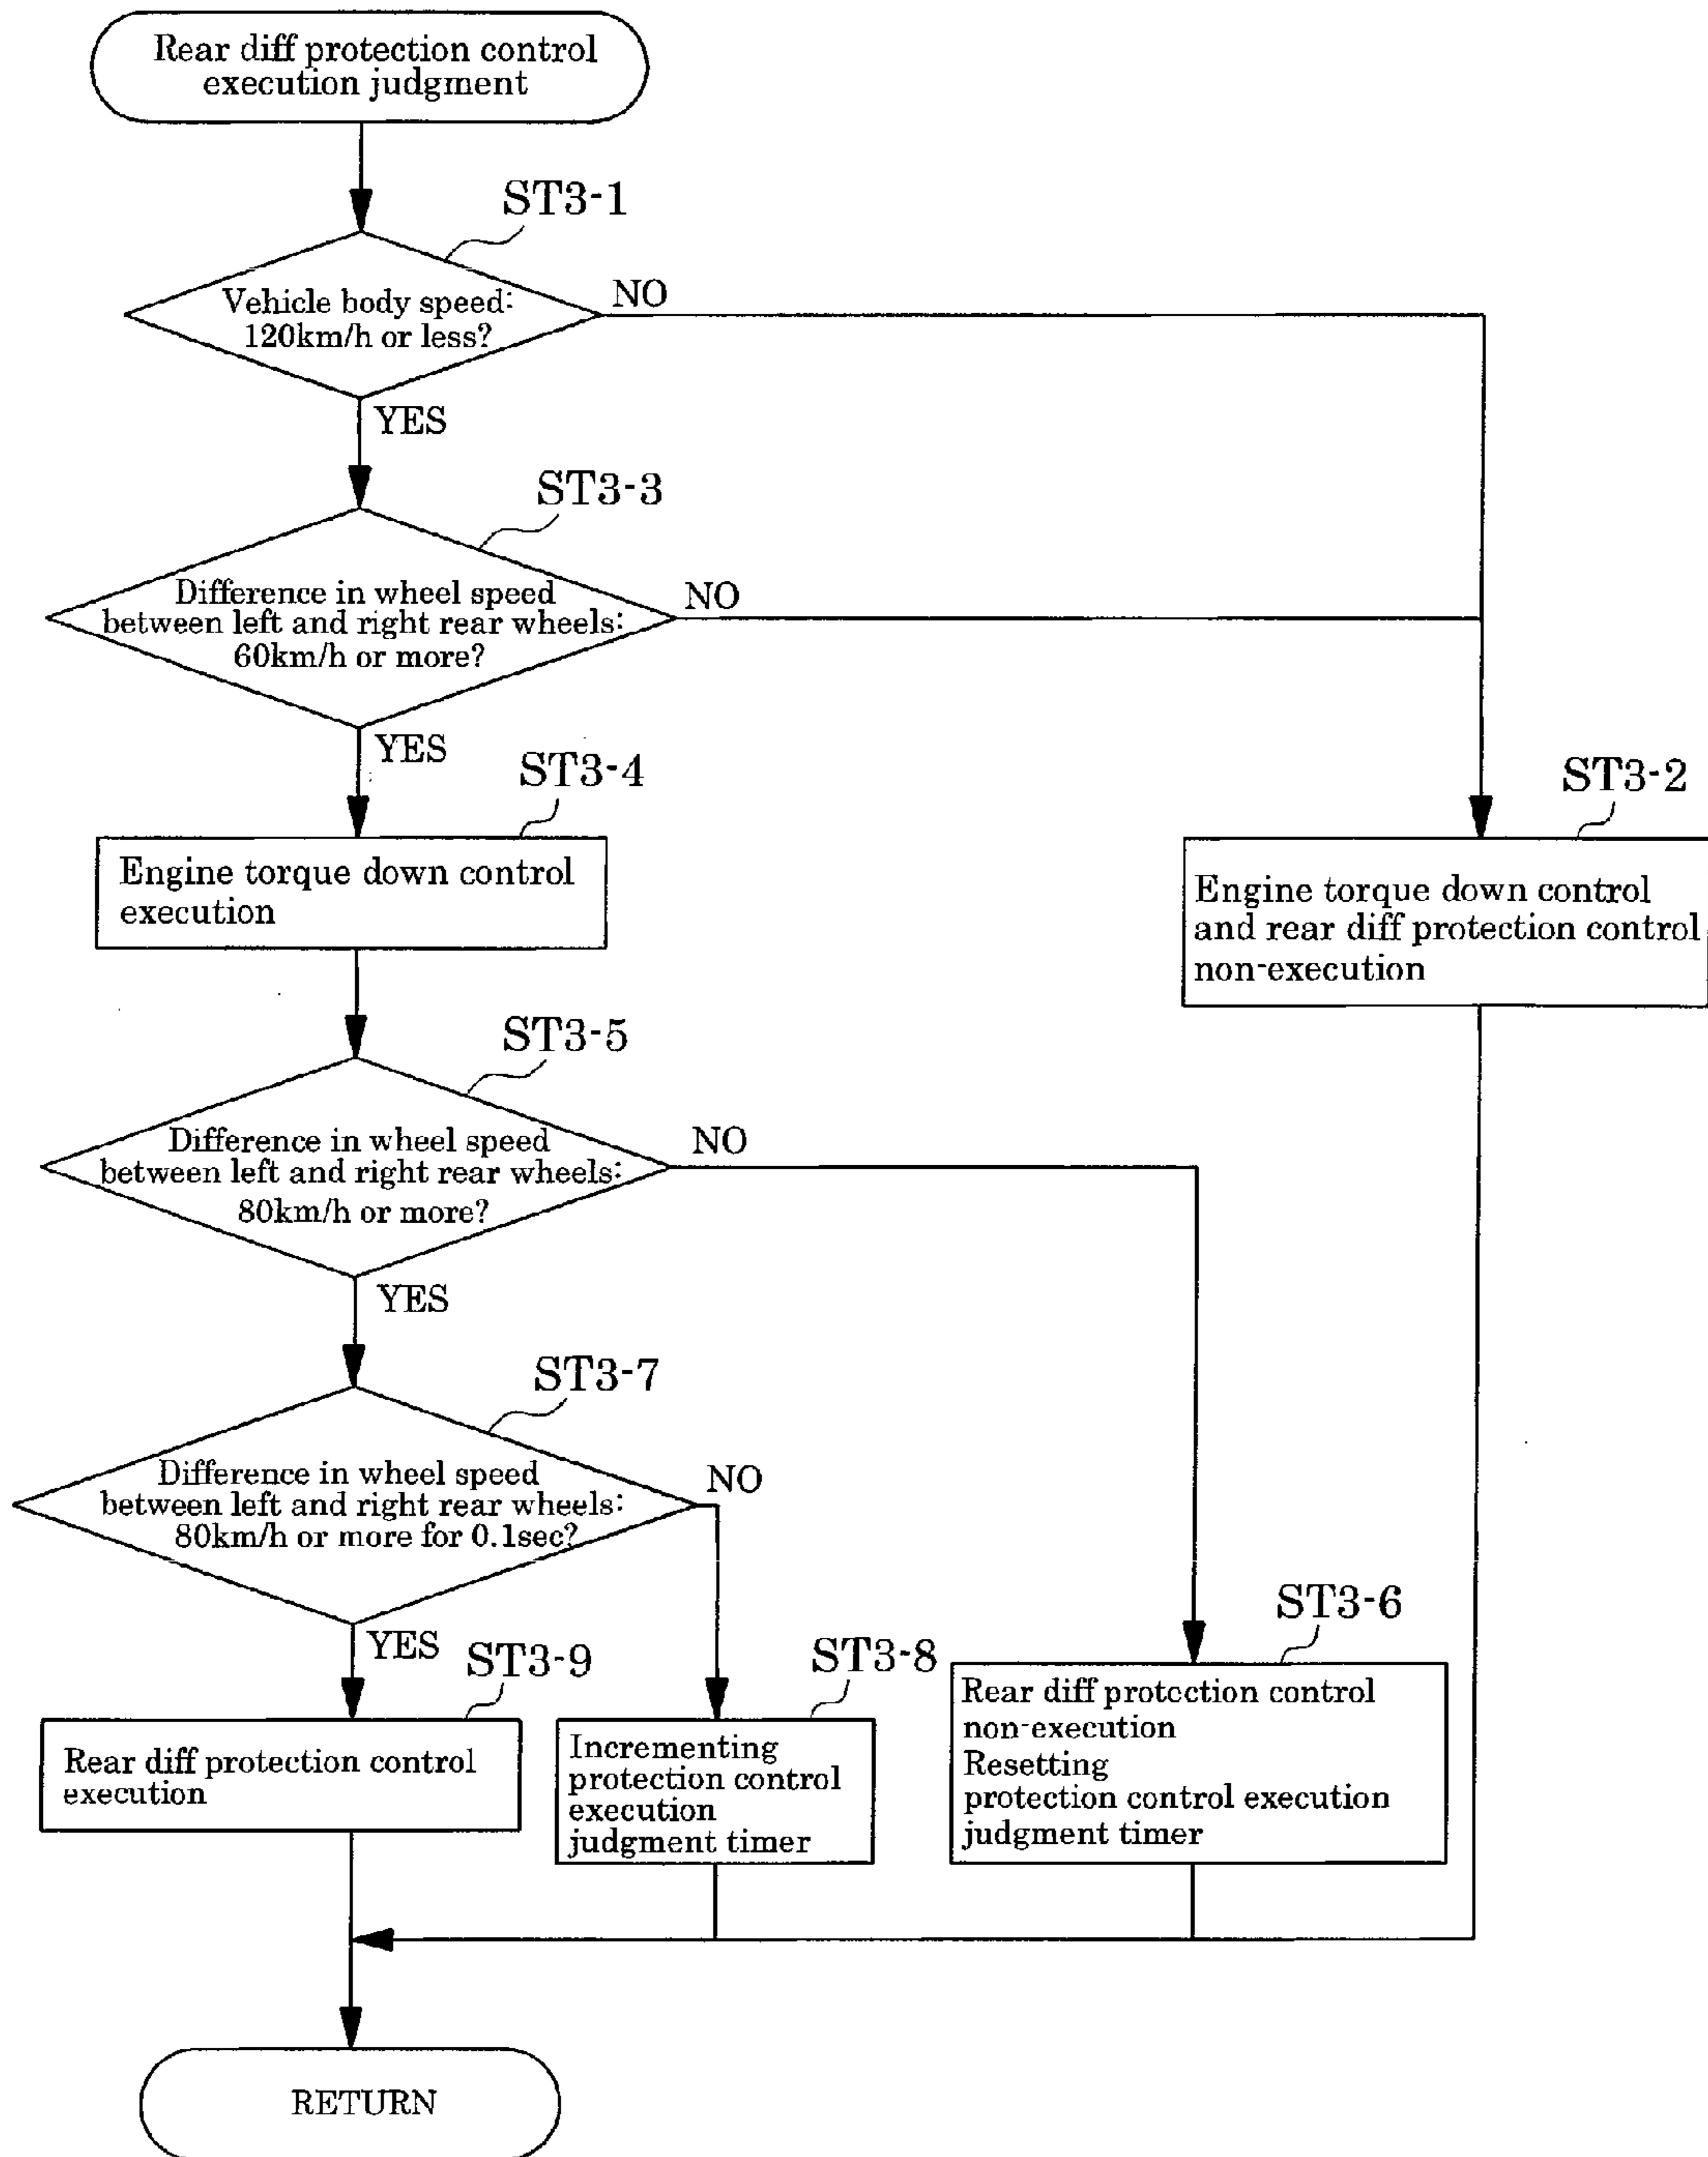 Rear diff protection control
execution judgment
ST3-1
Vehicle body speed:
120km/h or less?
NO
YES
ST3-3
Difference in wheel speed
between left and right rear wheels:
60km/h or more?
NO
YES
ST3-4
Engine torque down control
execution
ST3-2
Engine torque down control
and rear diff protection control
non-execution
ST3-5
Difference in wheel speed
between left and right rear wheels:
80km/h or more?
NO
YES
ST3-7
Difference in wheel speed
between left and right rear wheels:
80km/h or more for 0.1sec?
NO
YES
ST3-9
Rear diff protection control
execution
ST3-8
Incrementing
protection control
execution
judgment timer
ST3-6
Rear diff protection control
non-execution
Resetting
protection control execution
judgment timer
RETURN